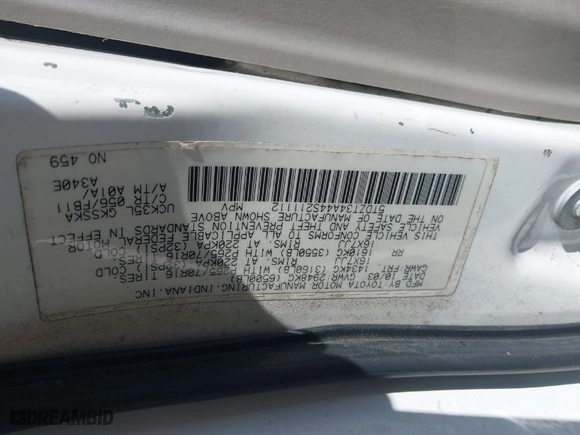 MFD BY: TOYOTA MOTOR MANUFACTURING, INDIANA, INC.
DATE 10/03 GVWR 2948KG (6500LB)
GAWR: FRT 1434KG (3160LB) WITH P265/70R16 TIRES,
16X7JJ RIMS, AT 220KPA COLD
RR 1610KG (3550LB) WITH P265/70R16 TIRES,
16X7JJ RIMS, AT 220KPA COLD
THIS VEHICLE CONFORMS TO ALL APPLICABLE FEDERAL MOTOR
VEHICLE SAFETY AND THEFT PREVENTION STANDARDS IN EFFECT
ON THE DATE OF MANUFACTURE SHOWN ABOVE.
5TDZT34A44S211112 MPV
UCK35L GKSSKA
C/TR 056/FB11
A/TM A01A/ A340E
NO 459
DREAMBID